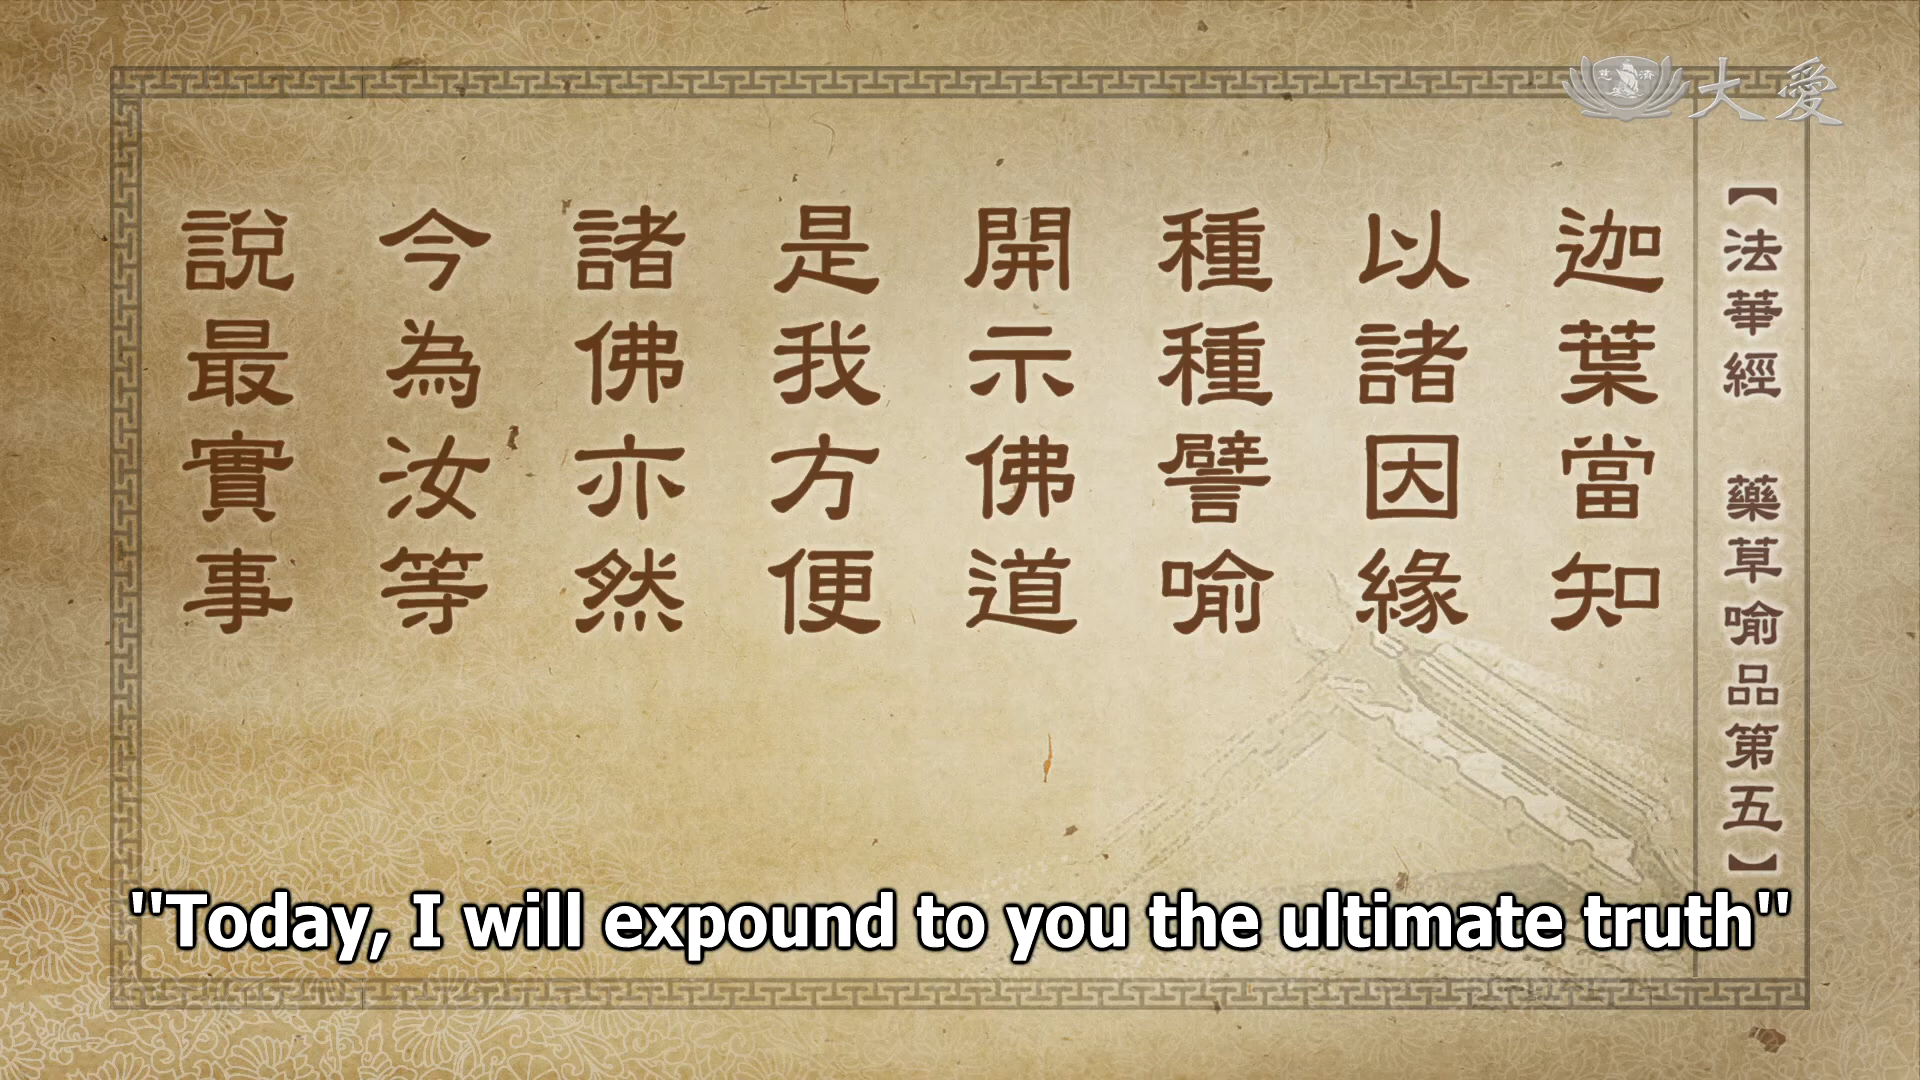 大愛
【法華經 藥草喻品第五】
迦葉當知
以諸因緣
種種譬喻
開示佛道
是我方便
諸佛亦然
今為汝等
說最實事
"Today, I will expound to you the ultimate truth"